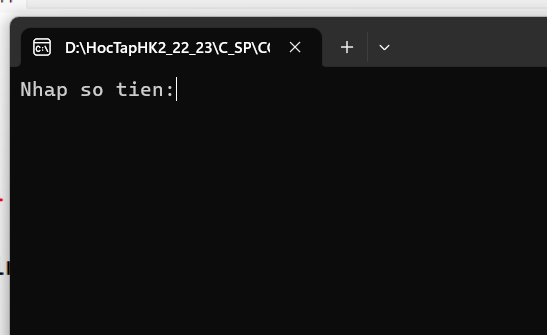 D:\HocTapHK2_22_23\C_SP\C
Nhap so tien: